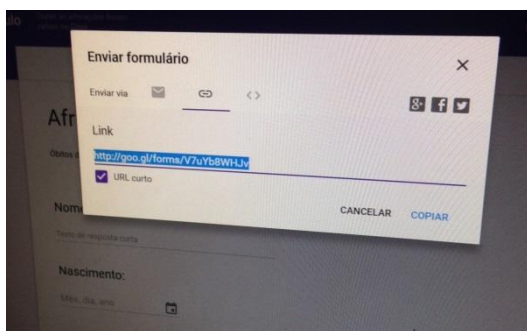 Enviar formulário
Enviar via
Link
http://goo.gl/forms/V7uYb8WHJv
URL curto
CANCELAR COPIAR
Afr
Nome
Texto de resposta curta
Nascimento:
Mês, dia, ano